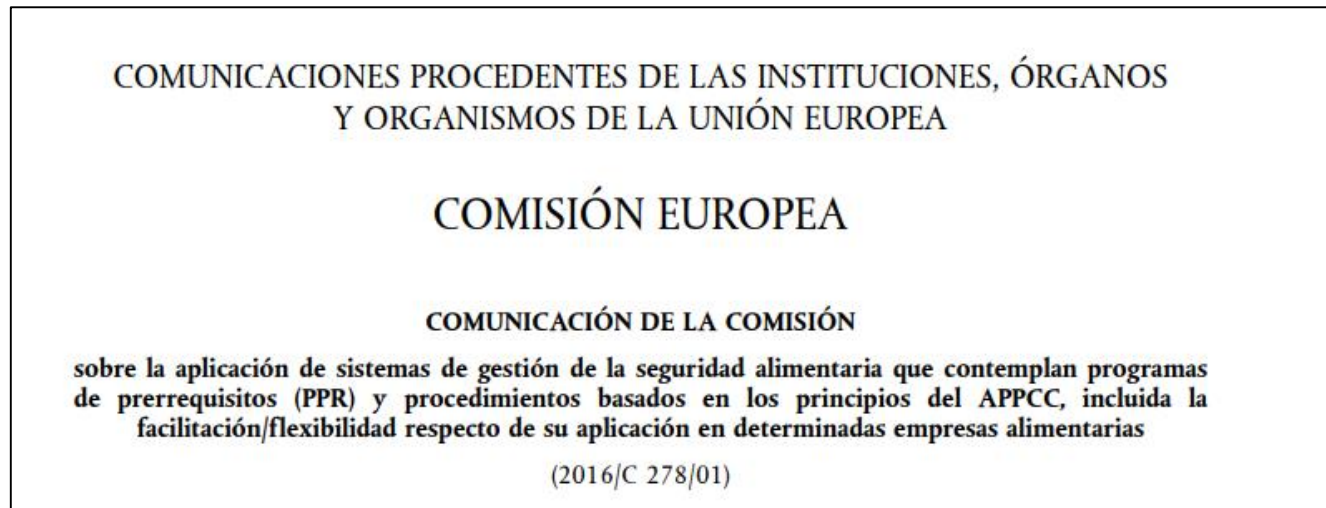 COMUNICACIONES PROCEDENTES DE LAS INSTITUCIONES, ÓRGANOS
Y ORGANISMOS DE LA UNIÓN EUROPEA
COMISIÓN EUROPEA
COMUNICACIÓN DE LA COMISIÓN
sobre la aplicación de sistemas de gestión de la seguridad alimentaria que contemplan programas
de prerrequisitos (PPR) y procedimientos basados en los principios del APPCC, incluida la
facilitación/flexibilidad respecto de su aplicación en determinadas empresas alimentarias
(2016/C 278/01)